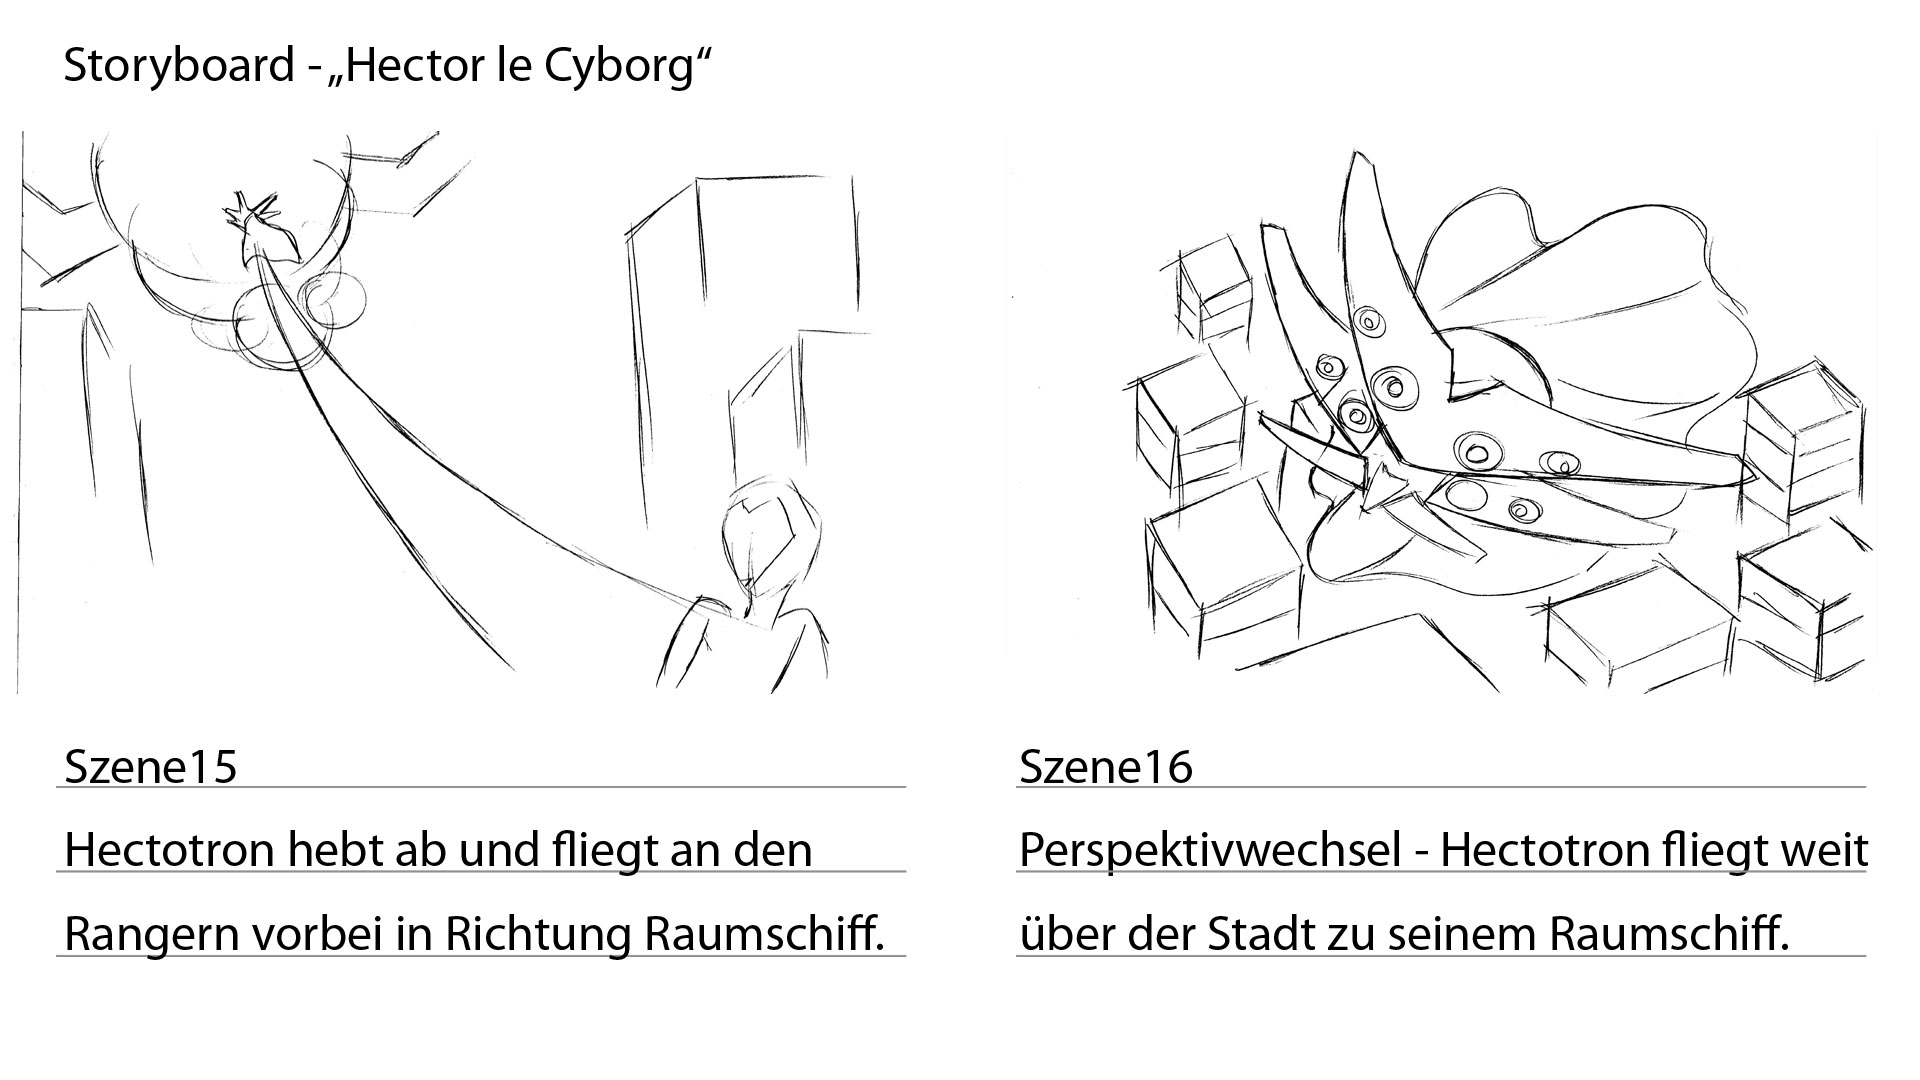 Storyboard - „Hector le Cyborg“
Szene15
Hectotron hebt ab und fliegt an den
Rangern vorbei in Richtung Raumschiff.
Szene16
Perspektivwechsel - Hectotron fliegt weit
über der Stadt zu seinem Raumschiff.